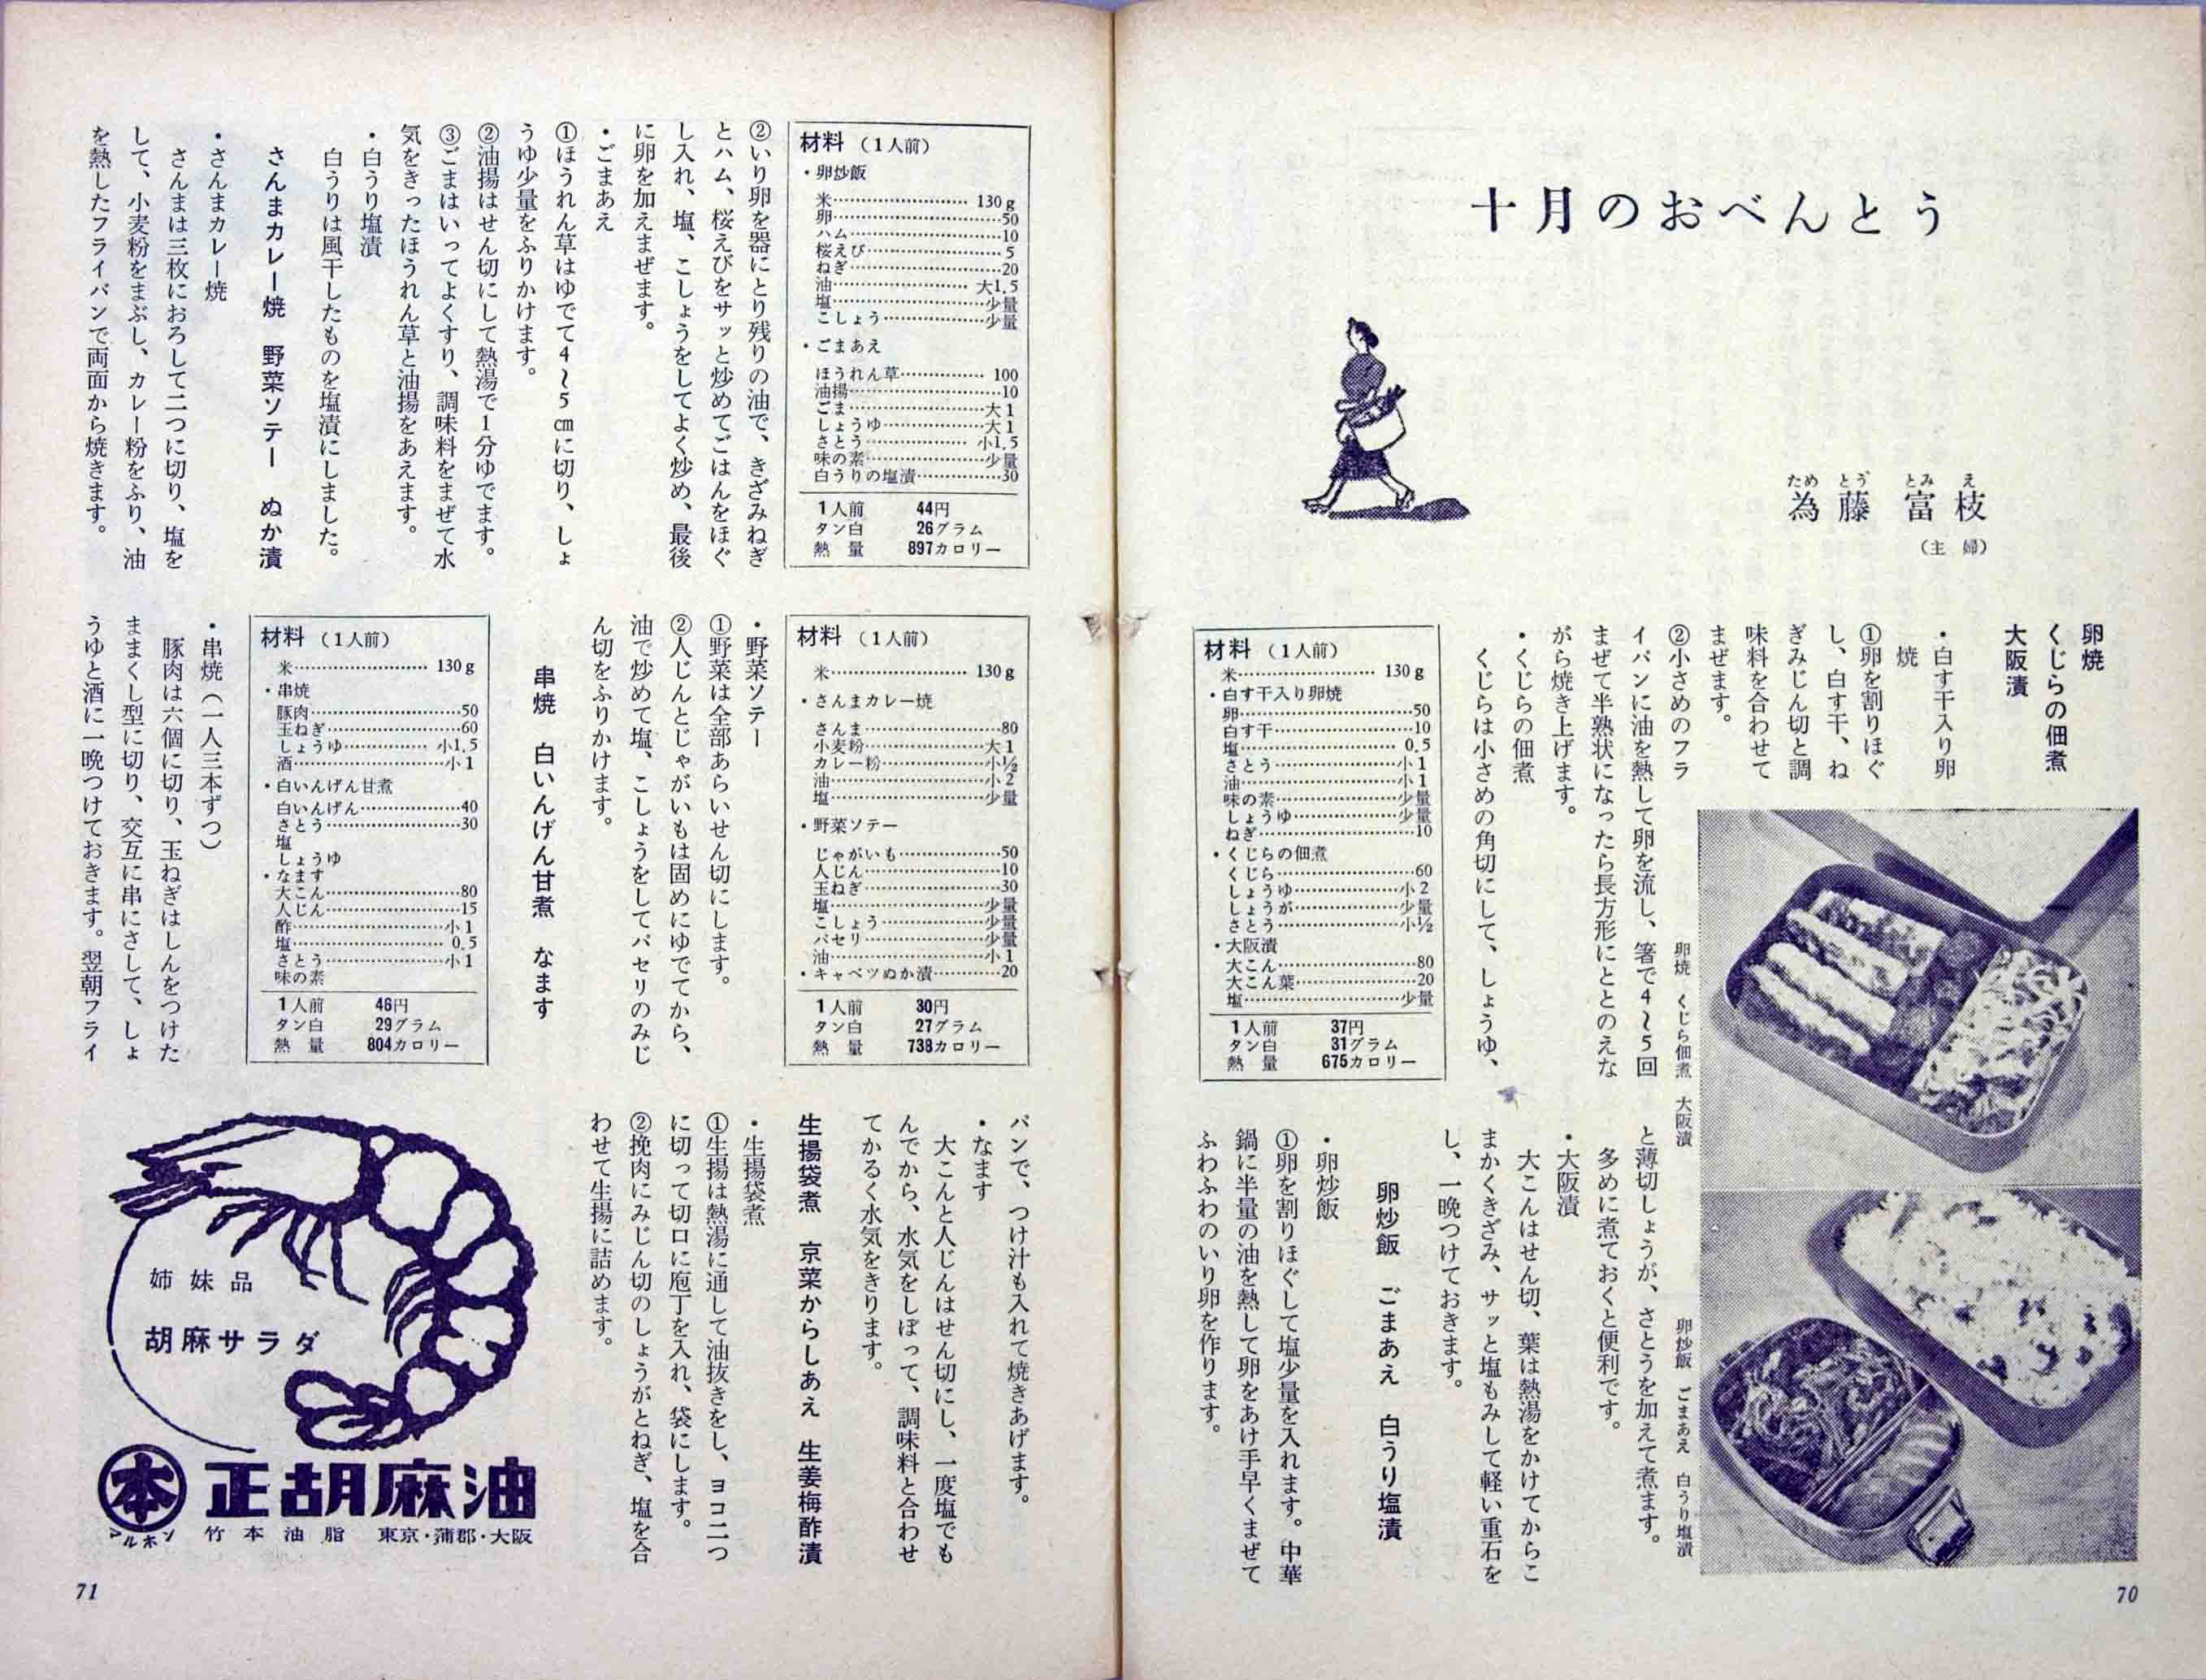 十月のおべんとう
為藤　富枝
ため　とう　とみ　え
（主　婦）
卵焼
くじらの佃煮
大阪漬
・白す干入り卵
焼
①卵を割りほぐ
し、白す干、ね
ぎみじん切と調
味料を合わせて
まぜます。
②小さめのフラ
イパンに油を熱して卵を流し、箸で4〜5回
まぜて半熟状になったら長方形にととのえな
がら焼き上げます。
・くじらの佃煮
くじらは小さめの角切にして、しょうゆ、
材料（1人前）
米…………130g
・白す干入り卵焼
卵…………50
白す干…………10
塩…………0.5
さとう…………小1
油…………小1
味の素…………少量
しょうゆ…………少量
ねぎ…………10
・くじらの佃煮
くじら…………60
しょうゆ…………小2
しょうが…………少量
さとう…………小½
・大阪漬
大こん…………80
大こん葉…………20
塩…………少量
1人前　37円
タン白　31グラム
熱　量　675カロリー
卵焼　くじら佃煮　大阪漬
卵炒飯　ごまあえ　白うり塩漬
と薄切しょうが、さとうを加えて煮ます。
多めに煮ておくと便利です。
・大阪漬
大こんはせん切、葉は熱湯をかけてからこ
まかくきざみ、サッと塩もみして軽い重石を
し、一晩つけておきます。
卵炒飯　ごまあえ　白うり塩漬
・卵炒飯
①卵を割りほぐして塩少量を入れます。中華
鍋に半量の油を熱して卵をあけ手早くまぜて
ふわふわのいり卵を作ります。
70
材料（1人前）
・卵炒飯
米…………130g
卵…………50
ハム…………10
桜えび…………5
ねぎ…………20
油…………大1.5
塩…………少量
こしょう…………少量
・ごまあえ
ほうれん草…………100
油揚…………10
ごま…………大1
しょうゆ…………大1
さとう…………小1.5
味の素…………少量
白うりの塩漬…………30
1人前　44円
タン白　26グラム
熱　量　897カロリー
②いり卵を器にとり残りの油で、きざみねぎ
とハム、桜えびをサッと炒めてごはんをほぐ
し入れ、塩、こしょうをしてよく炒め、最後
に卵を加えまぜます。
・ごまあえ
①ほうれん草はゆでて4〜5cmに切り、しょ
うゆ少量をふりかけます。
②油揚はせん切にして熱湯で1分ゆでます。
③ごまはいってよくすり、調味料をまぜて水
気をきったほうれん草と油揚をあえます。
・白うり塩漬
白うりは風干したものを塩漬にしました。
さんまカレー焼　野菜ソテー　ぬか漬
・さんまカレー焼
さんまは三枚におろして二つに切り、塩を
して、小麦粉をまぶし、カレー粉をふり、油
を熱したフライパンで両面から焼きます。
材料（1人前）
米…………130g
・さんまカレー焼
さんま…………80
小麦粉…………大1
カレー粉…………小½
油…………小2
塩…………少量
・野菜ソテー
じゃがいも…………50
人じん…………10
玉ねぎ…………30
塩…………少量
こしょう…………少量
パセリ…………少量
油…………小1
・キャベツぬか漬…………20
1人前　30円
タン白　27グラム
熱　量　738カロリー
・野菜ソテー
①野菜は全部あらいせん切にします。
②人じんとじゃがいもは固めにゆでてから、
油で炒めて塩、こしょうをしてパセリのみじ
ん切をふりかけます。
串焼　白いんげん甘煮　なます
材料（1人前）
米…………130g
・串焼
豚肉…………50
玉ねぎ…………60
しょうゆ…………小1.5
酒…………小1
・白いんげん甘煮
白いんげん…………40
さとう…………30
塩
しょうゆ
・なます
大こん…………80
人じん…………15
酢…………小1
塩…………0.5
さとう…………小1
味の素
1人前　46円
タン白　29グラム
熱　量　804カロリー
・串焼（一人三本ずつ）
豚肉は六個に切り、玉ねぎはしんをつけた
ままくし型に切り、交互に串にさして、しょ
うゆと酒に一晩つけておきます。翌朝フライ
パンで、つけ汁も入れて焼きあげます。
・なます
大こんと人じんはせん切にし、一度塩でも
んでから、水気をしぼって、調味料と合わせ
てかるく水気をきります。
生揚袋煮　京菜からしあえ　生姜梅酢漬
・生揚袋煮
①生揚は熱湯に通して油抜きをし、ヨコ二つ
に切って切口に庖丁を入れ、袋にします。
②挽肉にみじん切のしょうがとねぎ、塩を合
わせて生揚に詰めます。
姉妹品
胡麻サラダ
本
マルホン
正胡麻油
竹本油脂　東京・蒲郡・大阪
71